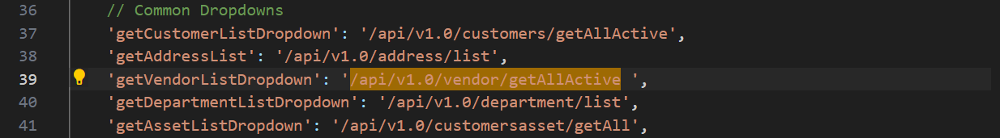 36 // Common Dropdowns
37 'getCustomerListDropdown': '/api/v1.0/customers/getAllActive',
38 'getAddressList': '/api/v1.0/address/list',
39 'getVendorListDropdown': '/api/v1.0/vendor/getAllActive ',
40 'getDepartmentListDropdown': '/api/v1.0/department/list',
41 'getAssetListDropdown': '/api/v1.0/customersasset/getAll',